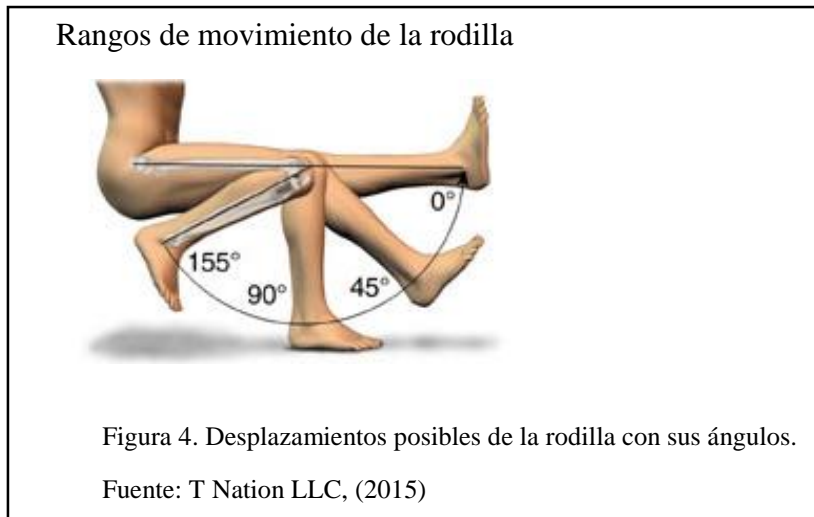 Rangos de movimiento de la rodilla
0°
155°
90°
45°
Figura 4. Desplazamientos posibles de la rodilla con sus ángulos.
Fuente: T Nation LLC, (2015)